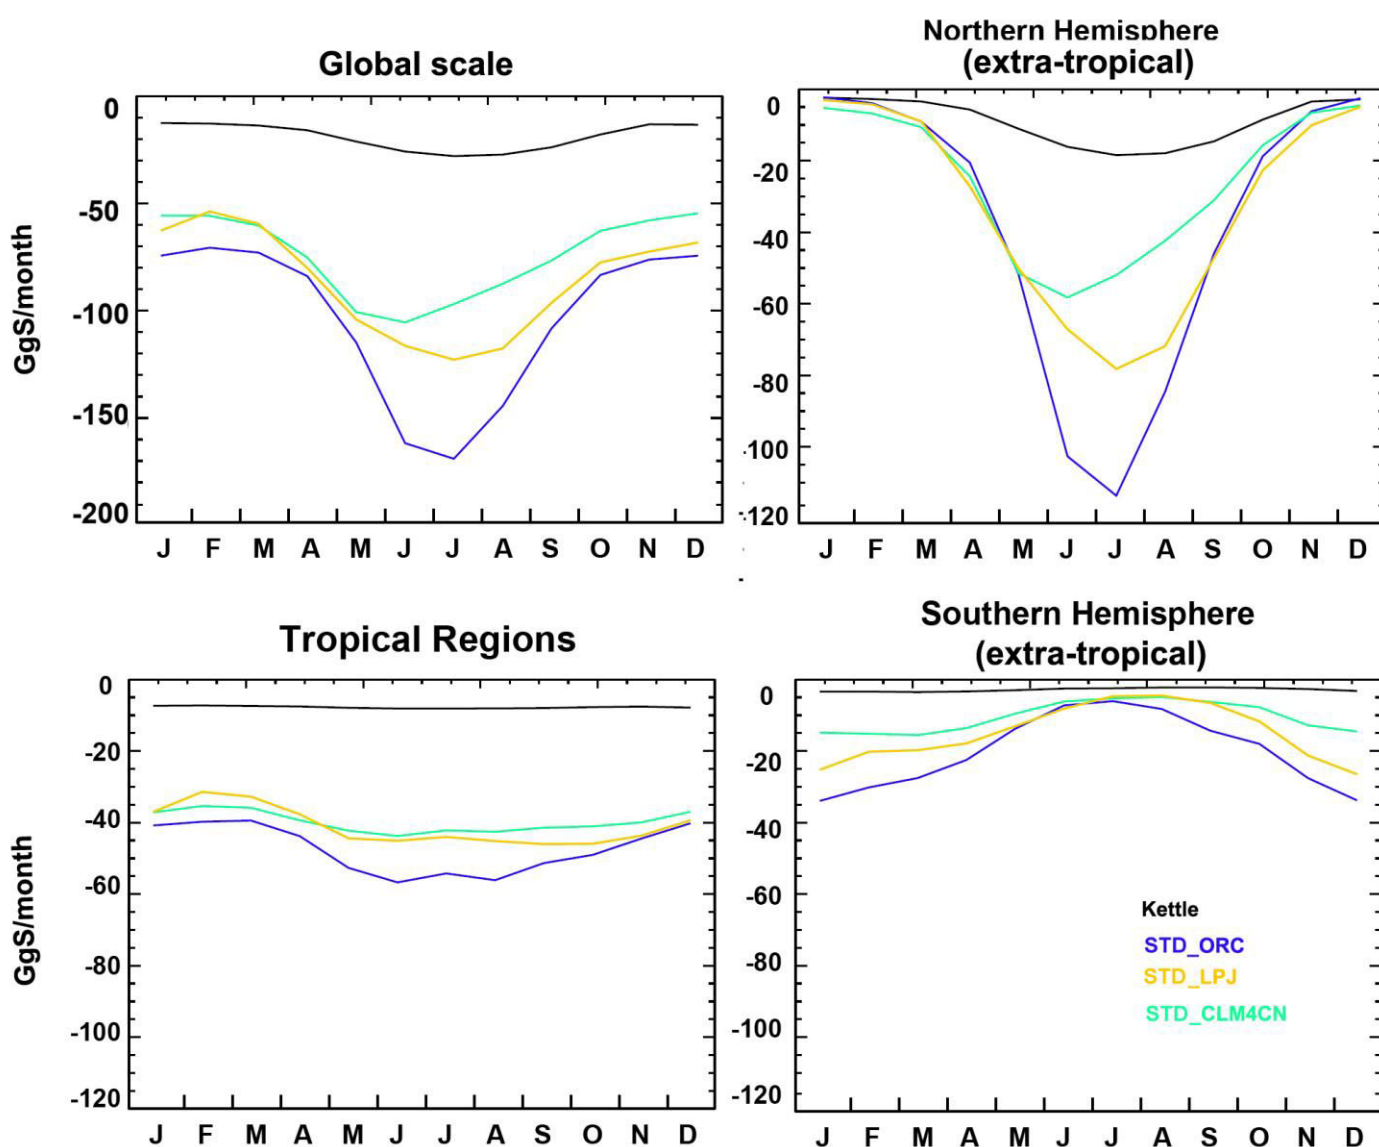 Global scale
GgS/month
0
-50
-100
-150
-200
J F M A M J J A S O N D
Northern Hemisphere
(extra-tropical)
0
-20
-40
-60
-80
-100
-120
J F M A M J J A S O N D
Tropical Regions
GgS/month
0
-20
-40
-60
-80
-100
-120
J F M A M J J A S O N D
Southern Hemisphere
(extra-tropical)
0
-20
-40
-60
-80
-100
-120
Kettle
STD_ORC
STD_LPJ
STD_CLM4CN
J F M A M J J A S O N D